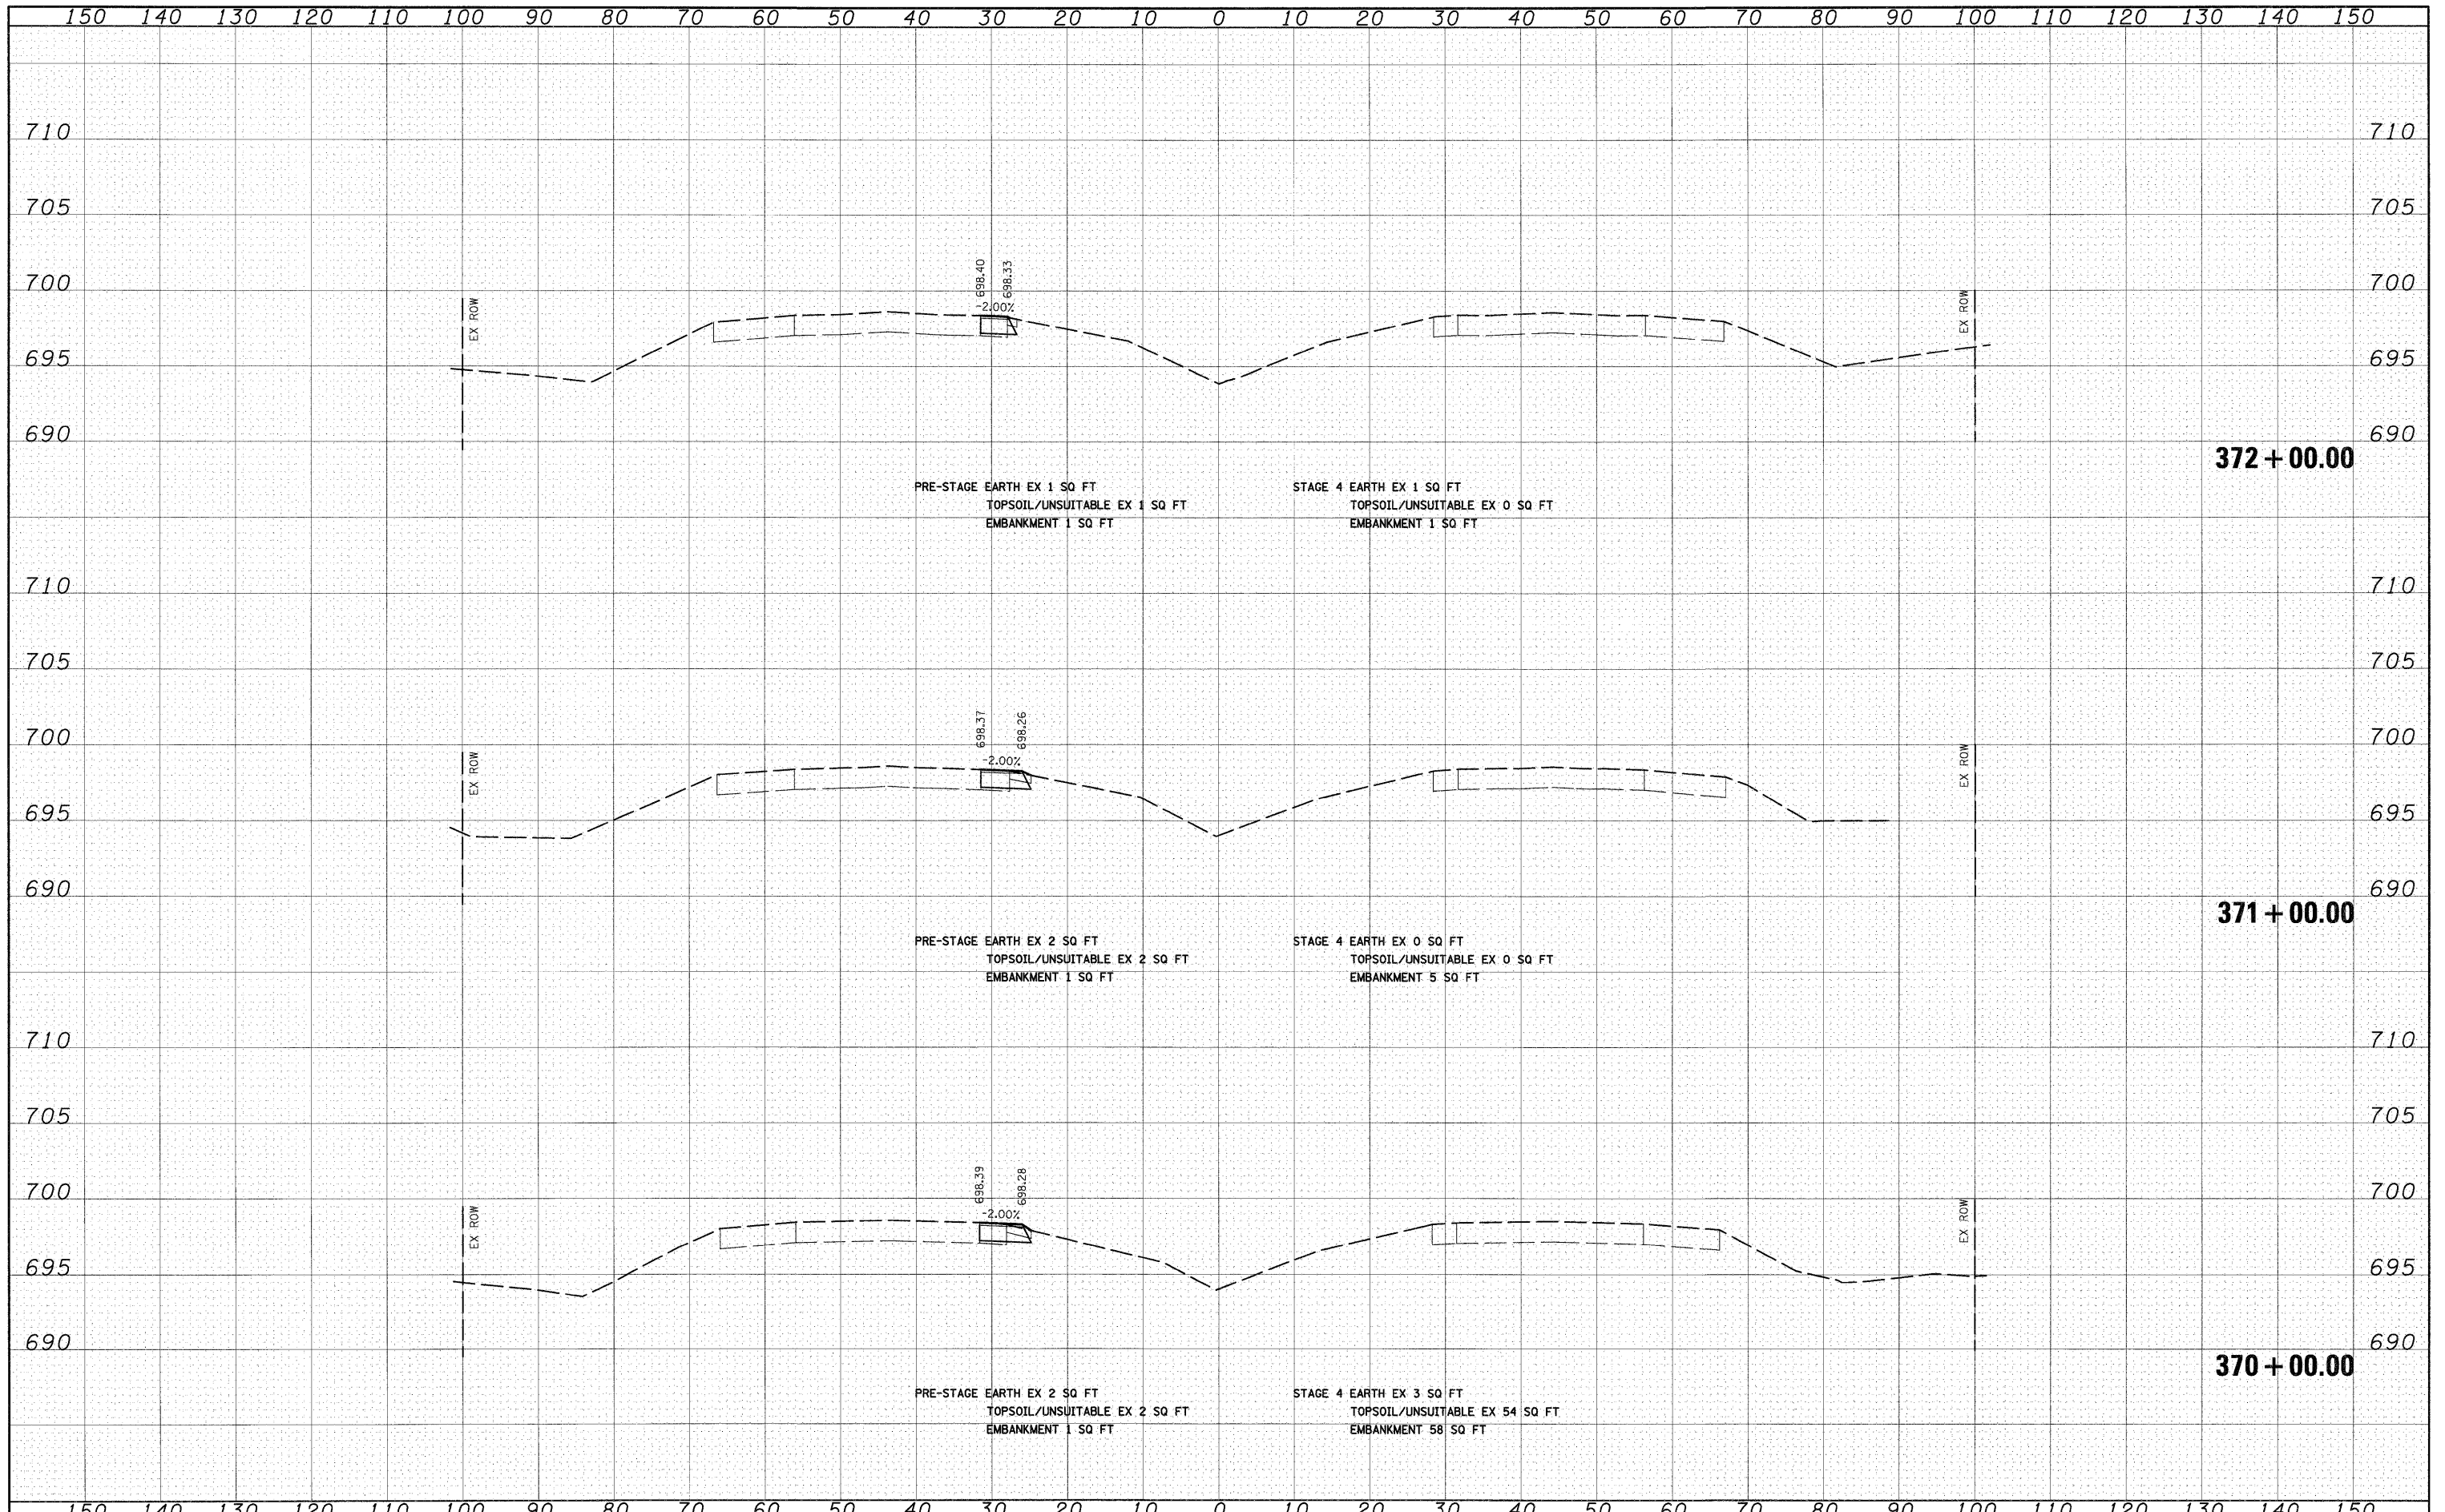 150 140 130 120 110 100 90 80 70 60 50 40 30 20 10 0 10 20 30 40 50 60 70 80 90 100 110 120 130 140 150
710 710
705 705
698.40 698.33
700 700
EX ROW -2.00% EX ROW
695 695
690 690
372+00.00
PRE-STAGE EARTH EX 1 SQ FT STAGE 4 EARTH EX 1 SQ FT
TOPSOIL/UNSUITABLE EX 1 SQ FT TOPSOIL/UNSUITABLE EX 0 SQ FT
EMBANKMENT 1 SQ FT EMBANKMENT 1 SQ FT
710 710
705 705
698.37 698.26
700 700
EX ROW -2.00% EX ROW
695 695
690 690
371+00.00
PRE-STAGE EARTH EX 2 SQ FT STAGE 4 EARTH EX 0 SQ FT
TOPSOIL/UNSUITABLE EX 2 SQ FT TOPSOIL/UNSUITABLE EX 0 SQ FT
EMBANKMENT 1 SQ FT EMBANKMENT 5 SQ FT
710 710
705 705
698.39 698.28
700 700
EX ROW -2.00% EX ROW
695 695
690 690
370+00.00
PRE-STAGE EARTH EX 2 SQ FT STAGE 4 EARTH EX 3 SQ FT
TOPSOIL/UNSUITABLE EX 2 SQ FT TOPSOIL/UNSUITABLE EX 54 SQ FT
EMBANKMENT 1 SQ FT EMBANKMENT 58 SQ FT
150 140 130 120 110 100 90 80 70 60 50 40 30 20 10 0 10 20 30 40 50 60 70 80 90 100 110 120 130 140 150